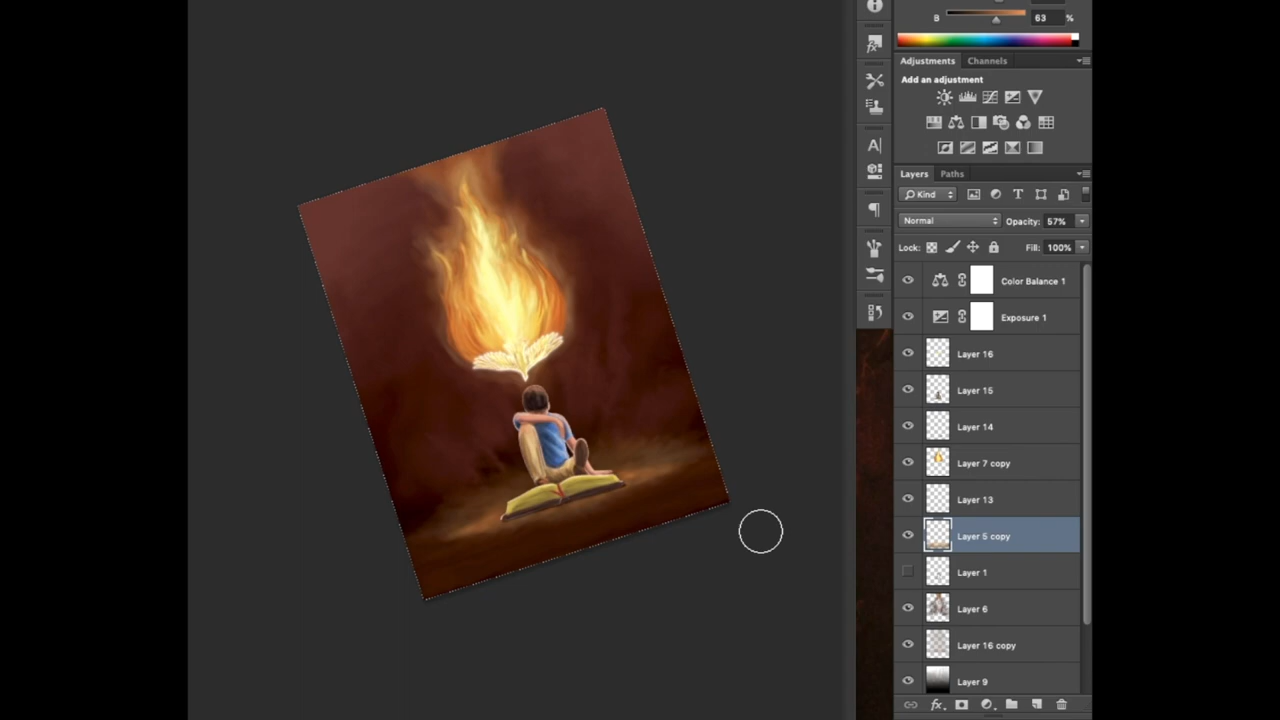 B 63 %
Adjustments Channels
Add an adjustment
Layers Paths
Kind
Normal Opacity: 57%
Lock: Fill: 100%
Color Balance 1
Exposure 1
Layer 16
Layer 15
Layer 14
Layer 7 copy
Layer 13
Layer 5 copy
Layer 1
Layer 6
Layer 16 copy
Layer 9